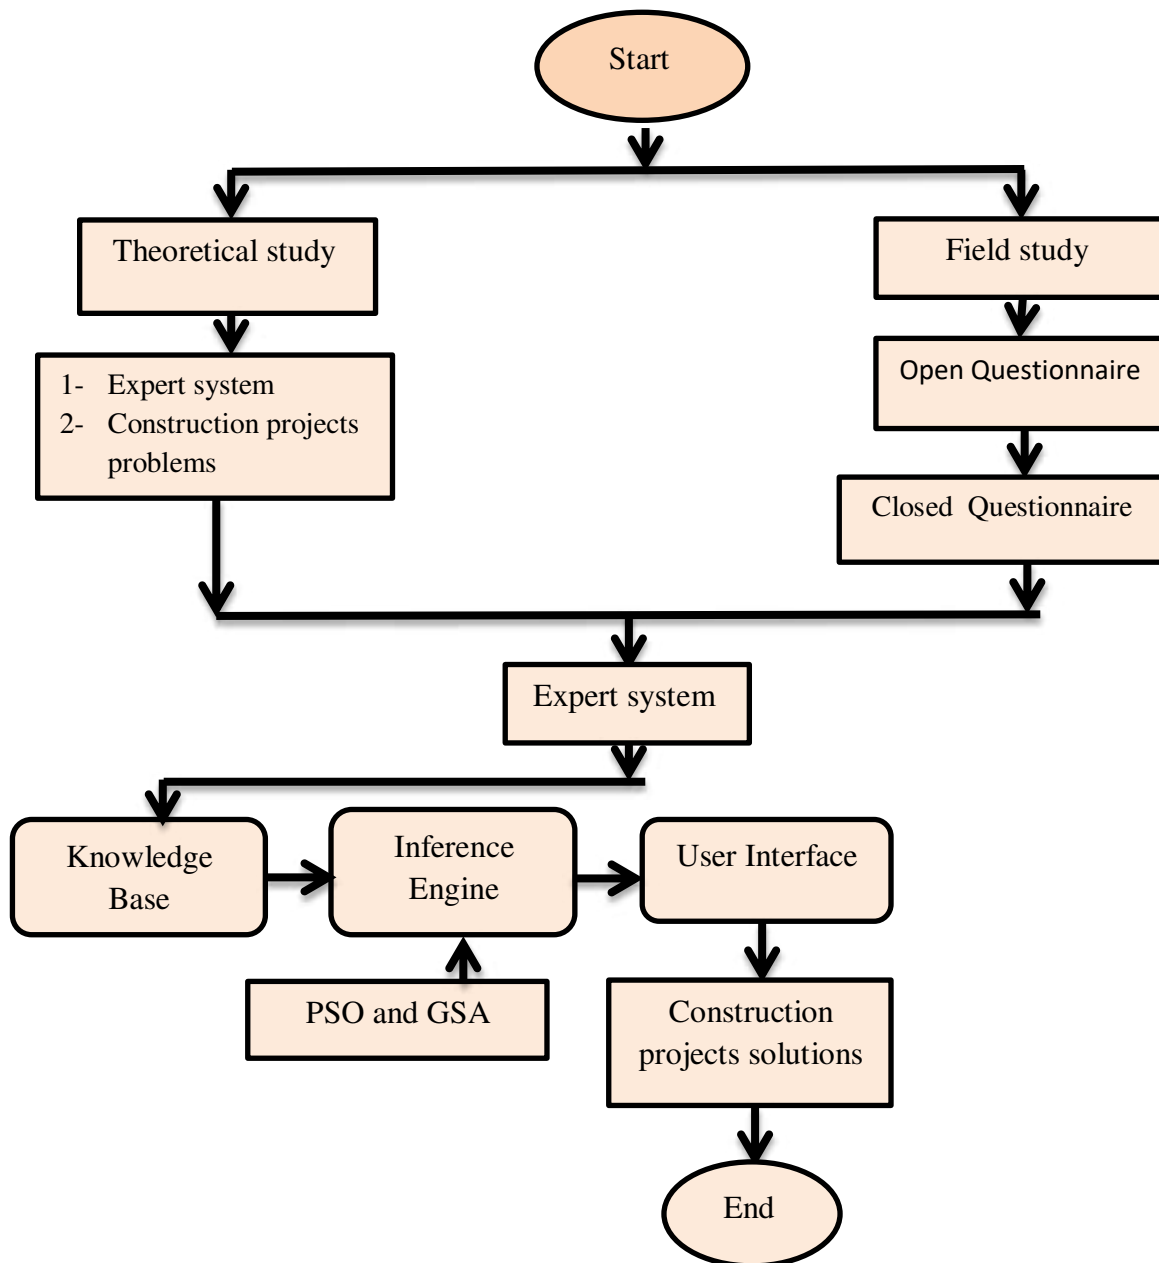 Start
Theoretical study
Field study
1- Expert system
2- Construction projects
problems
Open Questionnaire
Closed Questionnaire
Expert system
Knowledge
Base
Inference
Engine
User Interface
PSO and GSA
Construction
projects solutions
End